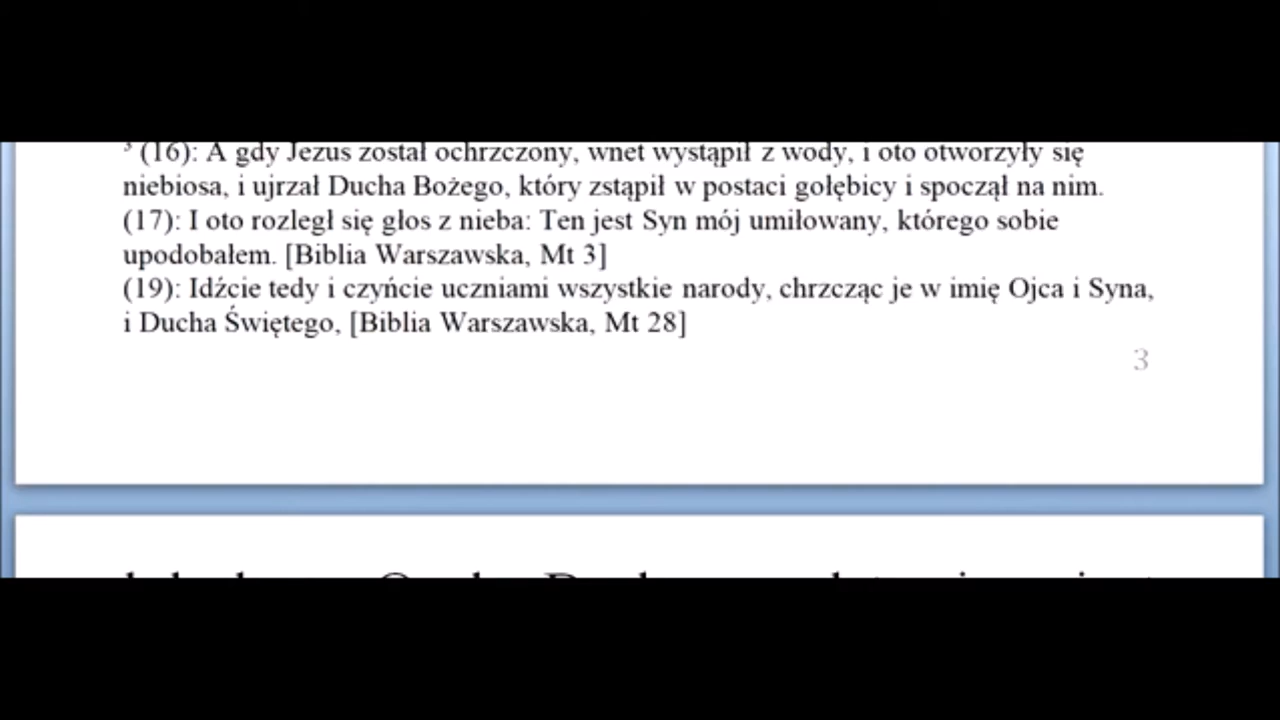 ³ (16): A gdy Jezus został ochrzczony, wnet wystąpił z wody, i oto otworzyły się
niebiosa, i ujrzał Ducha Bożego, który zstąpił w postaci gołębicy i spoczął na nim.
(17): I oto rozległ się głos z nieba: Ten jest Syn mój umiłowany, którego sobie
upodobałem. [Biblia Warszawska, Mt 3]
(19): Idźcie tedy i czyńcie uczniami wszystkie narody, chrzcząc je w imię Ojca i Syna,
i Ducha Świętego, [Biblia Warszawska, Mt 28]
3